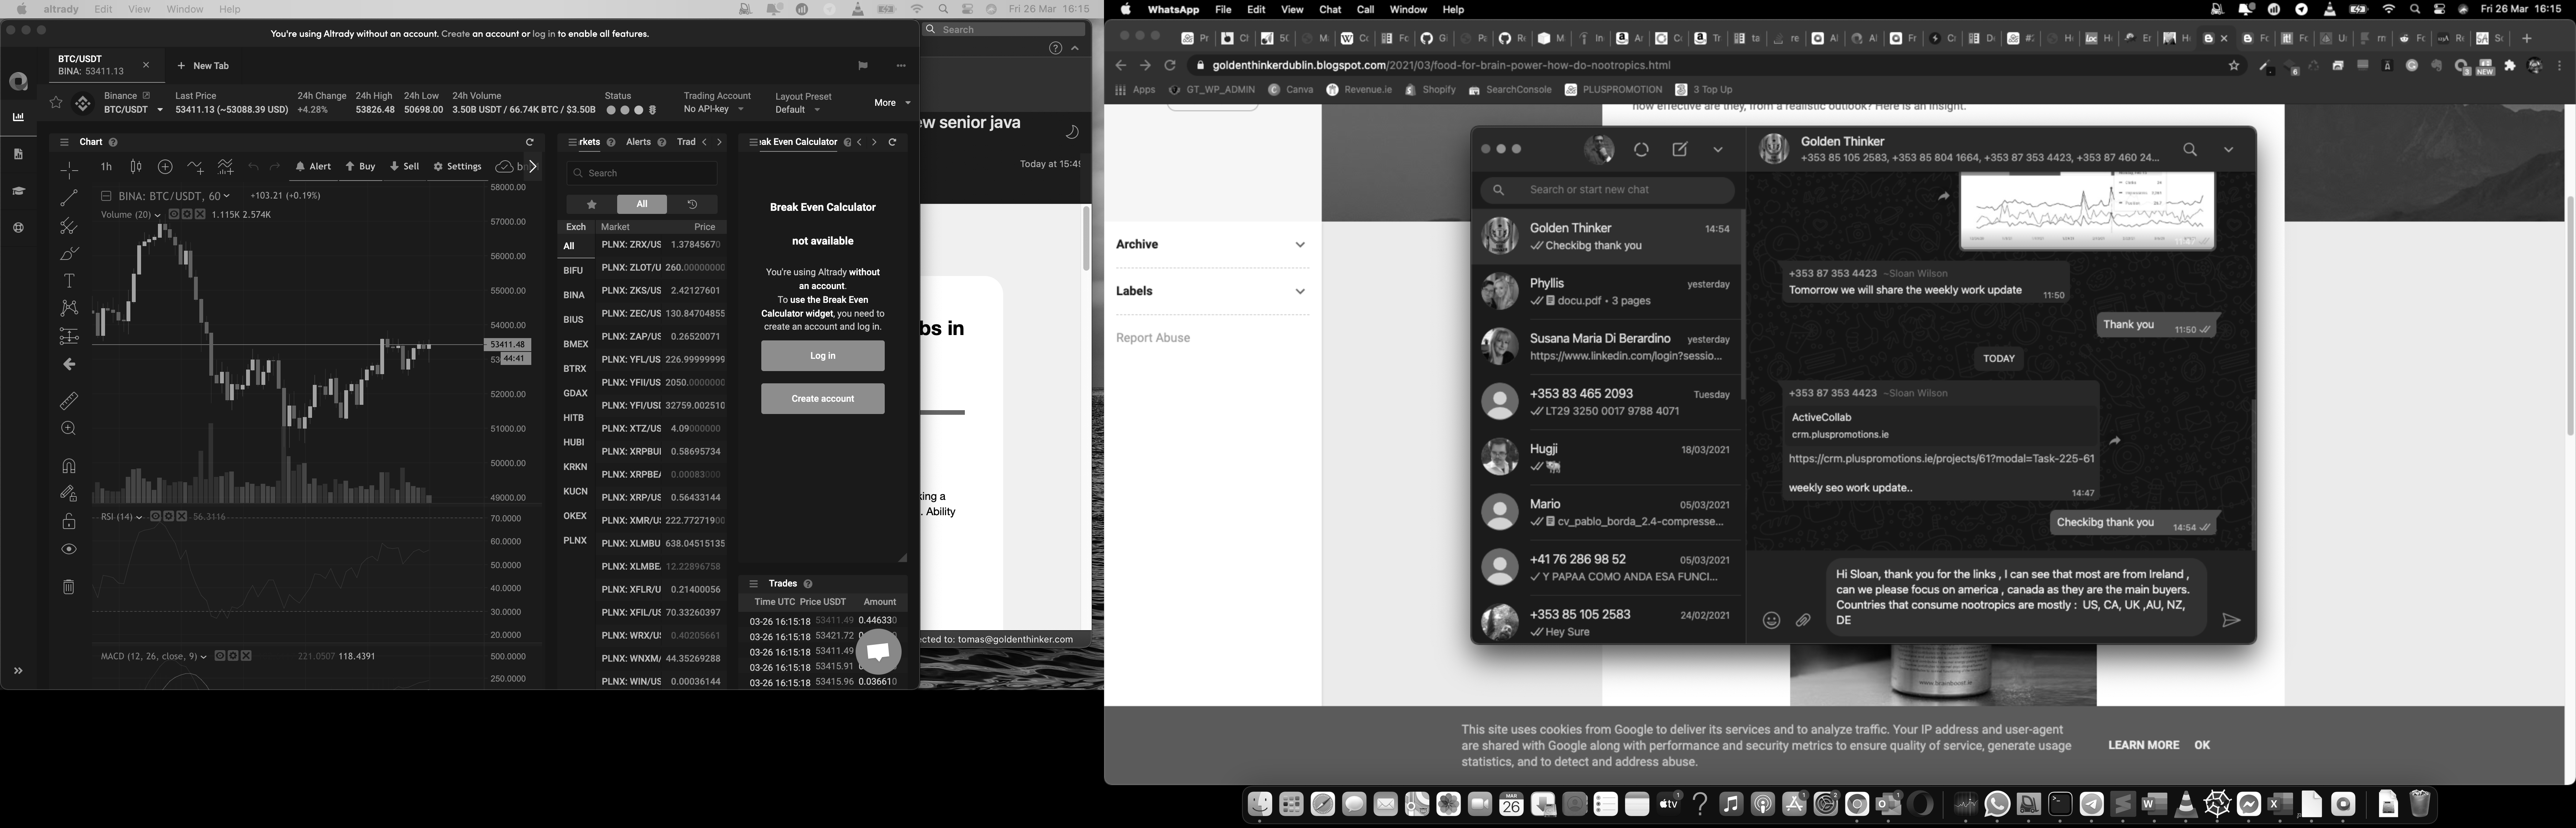 altrady Edit View Window Help
Fri 26 Mar 16:15
You're using Altrady without an account. Create an account or log in to enable all features.
BTC/USDT
BINA: 53411.13
New Tab
Binance
BTC/USDT
Last Price
53411.13 (~53088.39 USD)
24h Change
+4.28%
24h High
53826.48
24h Low
50698.00
24h Volume
3.50B USDT / 66.74K BTC / $3.50B
Status
Trading Account
No API-key
Layout Preset
Default
More
Chart
1h
Alert Buy Sell Settings
BINA: BTC/USDT, 60
+103.21 (+0.19%)
Volume (20) 1.115K 2.574K
58000.00
57000.00
56000.00
55000.00
54000.00
53411.48
44:41
52000.00
51000.00
50000.00
49000.00
RSI (14) 56.3116
70.0000
60.0000
50.0000
40.0000
30.0000
20.0000
MACD (12, 26, close, 9) 221.0507 118.4391
500.0000
250.0000
rkets Alerts Trad
Search
All
Exch Market Price
All
BIFU
BINA
BIUS
BMEX
BTRX
GDAX
HITB
HUBI
KRKN
KUCN
OKEX
PLNX
PLNX: ZRX/US 1.37845670
PLNX: ZLOT/U 260.00000000
PLNX: ZKS/US 2.42127601
PLNX: ZEC/US 130.84704855
PLNX: ZAP/US 0.26520071
PLNX: YFL/US 226.99999999
PLNX: YFII/US 2050.0000000
PLNX: YFI/USI 32759.002510
PLNX: XTZ/US 4.09000000
PLNX: XRPBUI 0.58695734
PLNX: XRPBEA 0.00083000
PLNX: XRP/US 0.56433144
PLNX: XMR/US 222.77271900
PLNX: XLMBU 638.04515135
PLNX: XLMBE 12.22896758
PLNX: XFLR/U 0.21400056
PLNX: XFIL/US 70.33260397
PLNX: WRX/US 0.40205661
PLNX: WNXM/ 44.35269288
PLNX: WIN/US 0.00036144
eak Even Calculator
Break Even Calculator
not available
You're using Altrady without
an account.
To use the Break Even
Calculator widget, you need to
create an account and log in.
Log in
Create account
Trades
Time UTC Price USDT Amount
03-26 16:15:18 53411.49 0.446330
03-26 16:15:18 53421.72
03-26 16:15:18 53411.49
03-26 16:15:18 53415.91
03-26 16:15:18 53415.96 0.036610
Search
ew senior java
Today at 15:49
bs in
king a
. Ability
ected to: tomas@goldenthinker.com
WhatsApp File Edit View Chat Call Window Help
Fri 26 Mar 16:15
goldenthinkerdublin.blogspot.com/2021/03/food-for-brain-power-how-do-nootropics.html
Apps GT_WP_ADMIN Canva Revenue.ie Shopify SearchConsole PLUSPROMOTION 3 Top Up
how effective are they, from a realistic outlook? Here is an insight.
Archive
Labels
Report Abuse
Search or start new chat
Golden Thinker 14:54
Checkibg thank you
Phyllis yesterday
docu.pdf • 3 pages
Susana Maria Di Berardino yesterday
https://www.linkedin.com/login?sessio...
+353 83 465 2093 Tuesday
LT29 3250 0017 9788 4071
Hugji 18/03/2021
Mario 05/03/2021
cv_pablo_borda_2.4-compresse...
+41 76 286 98 52 05/03/2021
Y PAPAA COMO ANDA ESA FUNCI...
+353 85 105 2583 24/02/2021
Hey Sure
Golden Thinker
+353 85 105 2583, +353 85 804 1664, +353 87 353 4423, +353 87 460 24...
+353 87 353 4423 ~Sloan Wilson
Tomorrow we will share the weekly work update 11:50
Thank you 11:50
TODAY
+353 87 353 4423 ~Sloan Wilson
ActiveCollab
crm.pluspromotions.ie
https://crm.pluspromotions.ie/projects/61?modal=Task-225-61
weekly seo work update..
14:47
Checkibg thank you 14:54
Hi Sloan, thank you for the links , I can see that most are from Ireland ,
can we please focus on america , canada as they are the main buyers.
Countries that consume nootropics are mostly : US, CA, UK ,AU, NZ,
DE
This site uses cookies from Google to deliver its services and to analyze traffic. Your IP address and user-agent
are shared with Google along with performance and security metrics to ensure quality of service, generate usage
statistics, and to detect and address abuse.
LEARN MORE OK
MAR
26
tv